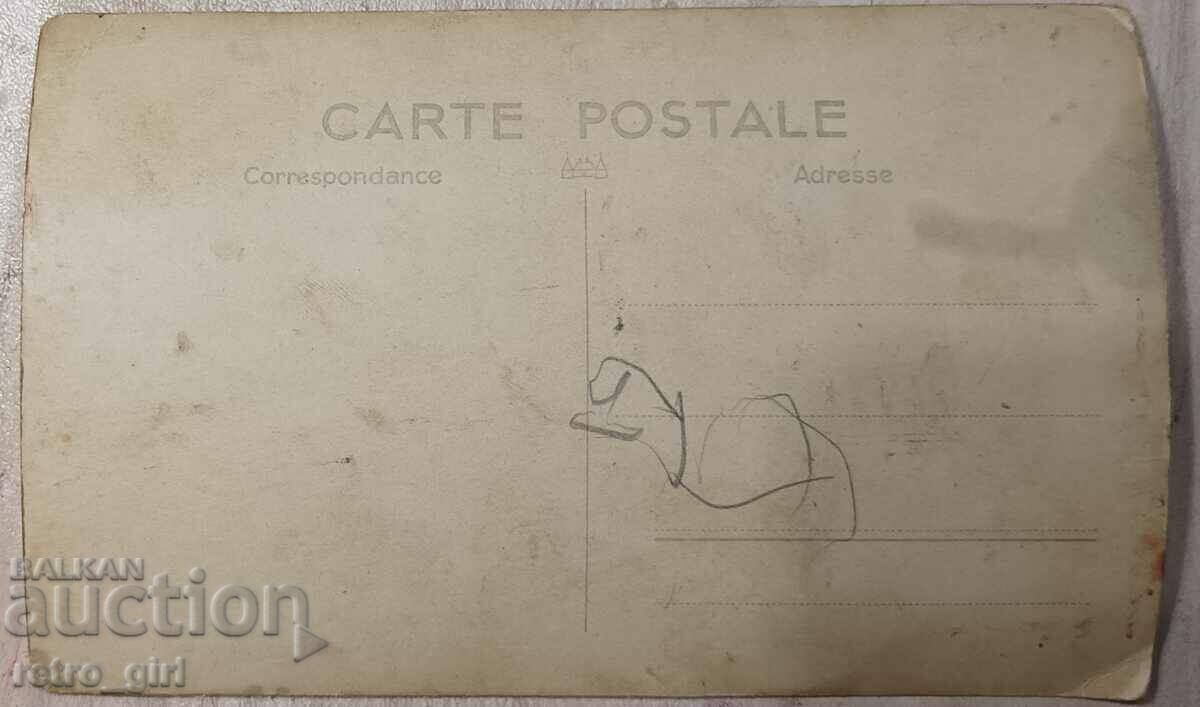 CARTE POSTALE
Correspondance
Adresse
BALKAN
auction
retro_girl